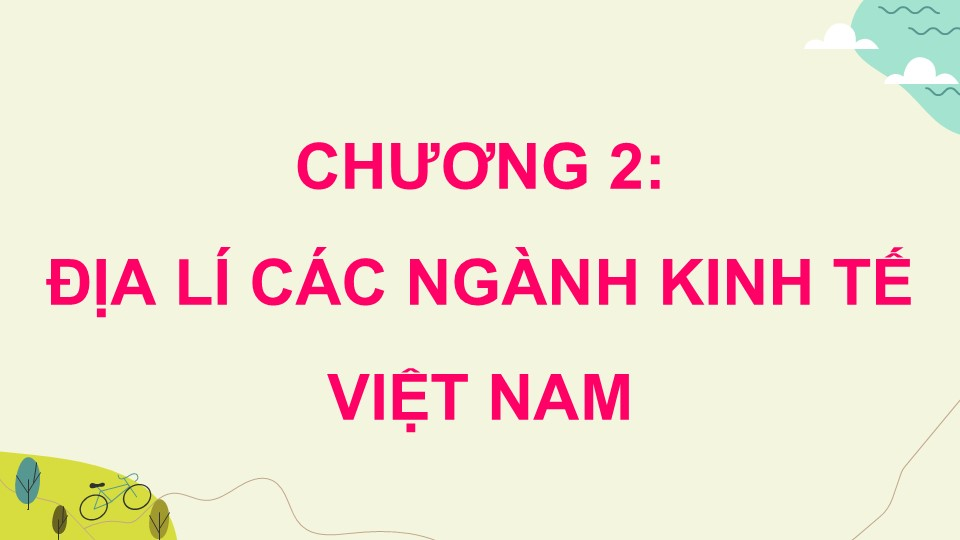 CHƯƠNG 2:
ĐỊA LÍ CÁC NGÀNH KINH TẾ
VIỆT NAM